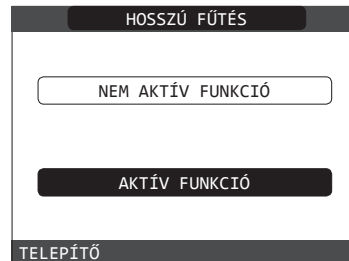 HOSSZÚ FŰTÉS
NEM AKTÍV FUNKCIÓ
AKTÍV FUNKCIÓ
TELEPÍTŐ